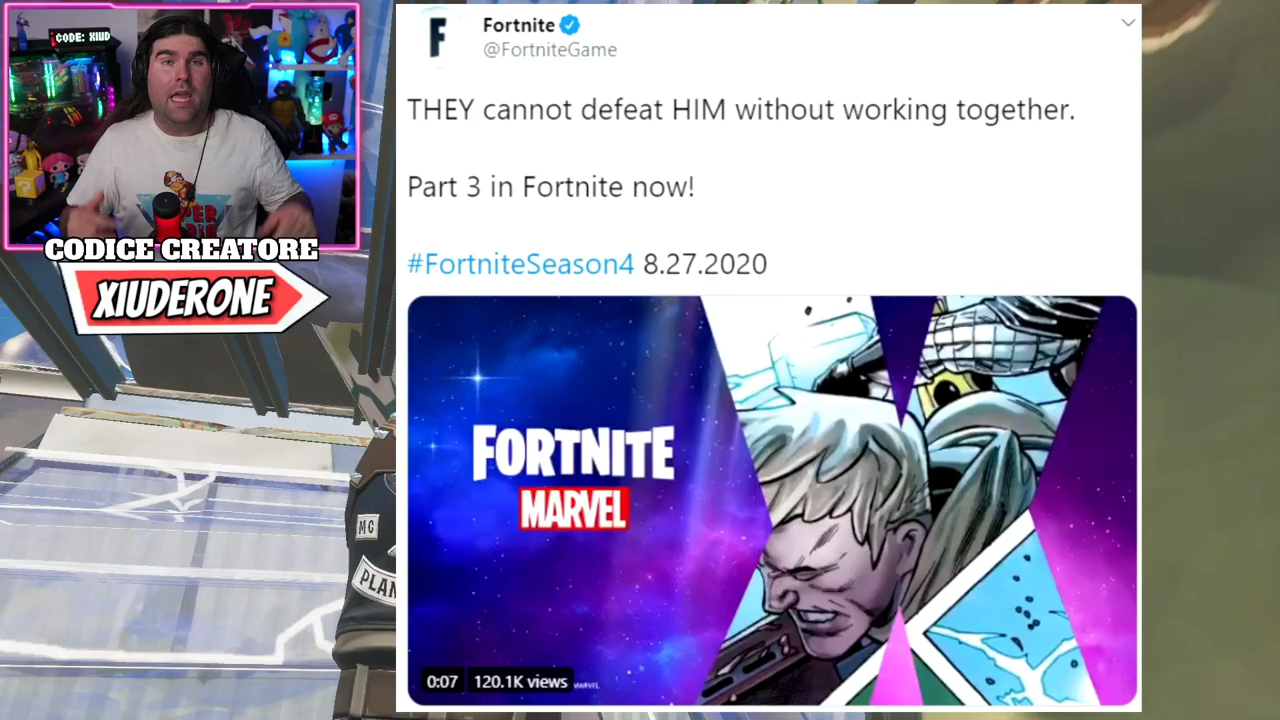 CODE: XIUD
CODICE CREATORE
XIUDERONE
Fortnite
@FortniteGame
THEY cannot defeat HIM without working together.
Part 3 in Fortnite now!
#FortniteSeason4 8.27.2020
FORTNITE
MARVEL
0:07 120.1K views
MARVEL
MC
PLAN